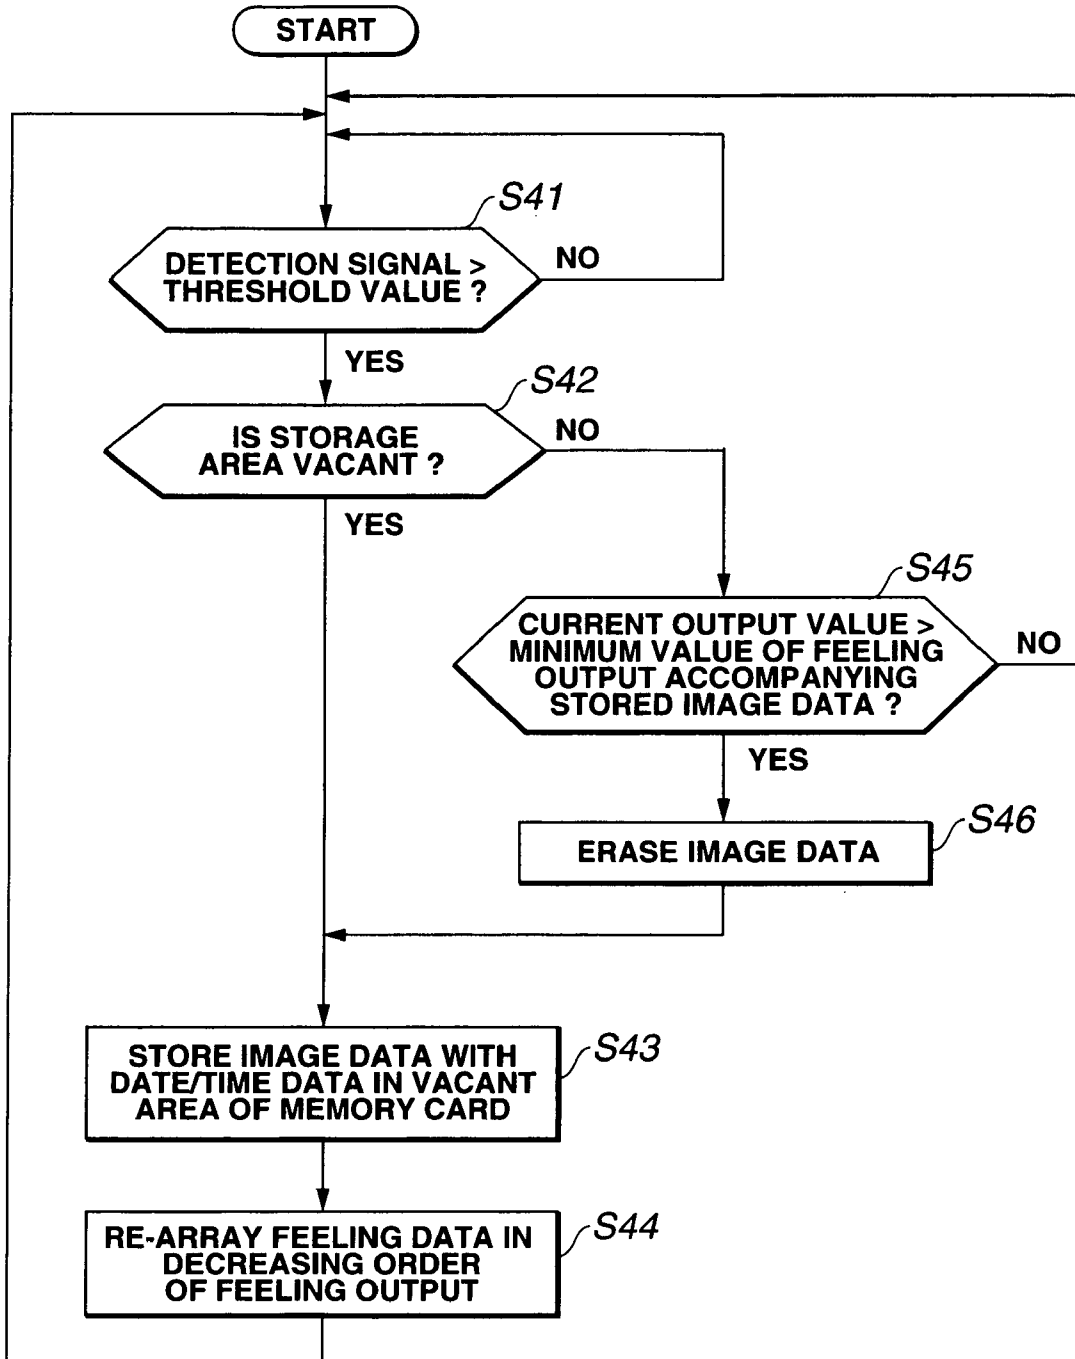 START
S41
DETECTION SIGNAL >
THRESHOLD VALUE ?
NO
YES
S42
IS STORAGE
AREA VACANT ?
NO
YES
S45
CURRENT OUTPUT VALUE >
MINIMUM VALUE OF FEELING
OUTPUT ACCOMPANYING
STORED IMAGE DATA ?
NO
YES
S46
ERASE IMAGE DATA
S43
STORE IMAGE DATA WITH
DATE/TIME DATA IN VACANT
AREA OF MEMORY CARD
S44
RE-ARRAY FEELING DATA IN
DECREASING ORDER
OF FEELING OUTPUT